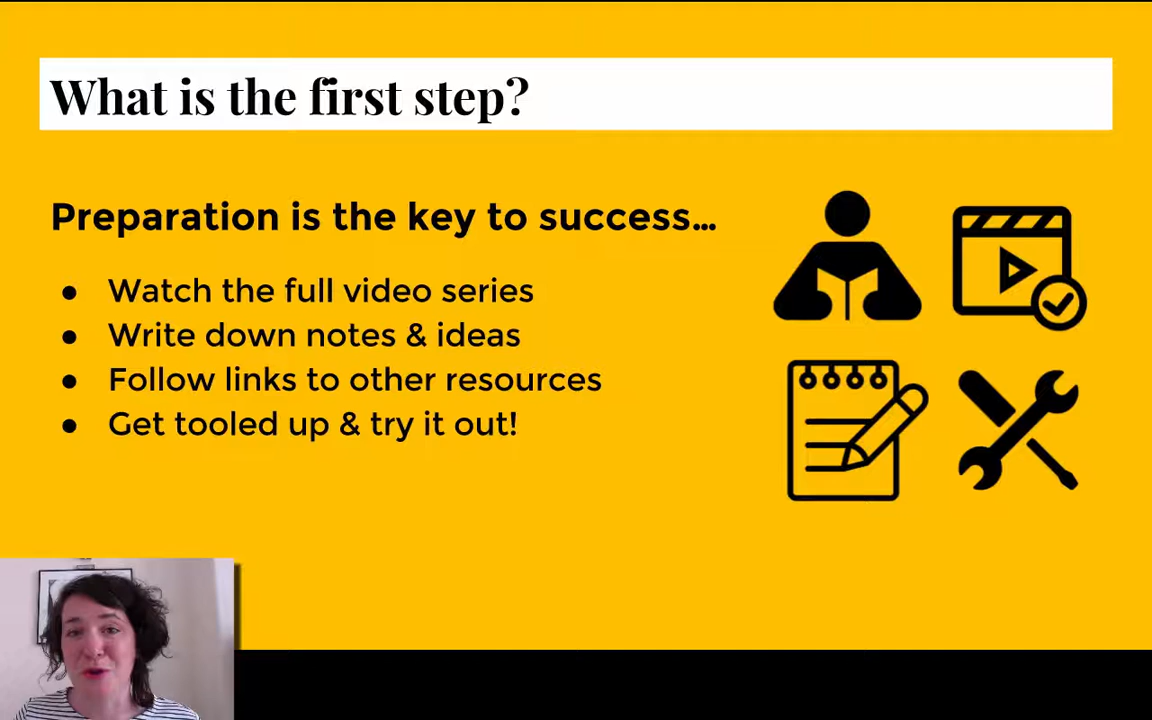 What is the first step?
Preparation is the key to success...
● Watch the full video series
● Write down notes & ideas
● Follow links to other resources
● Get tooled up & try it out!